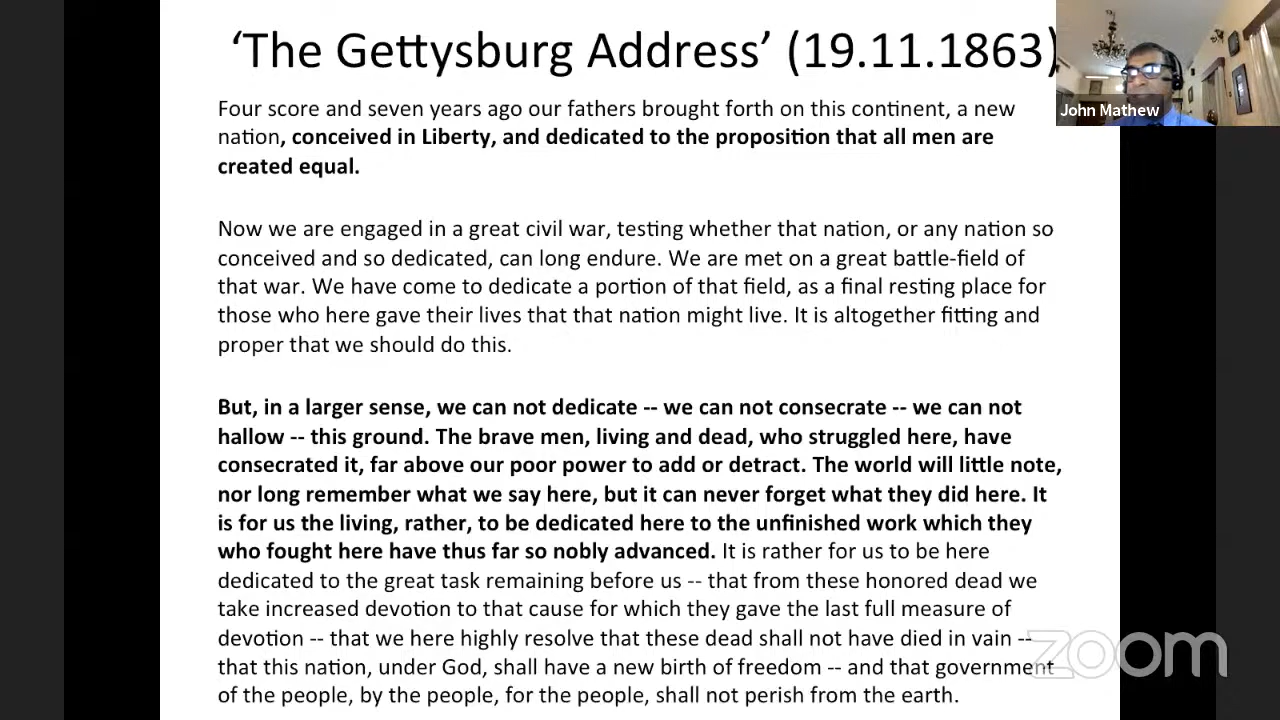 'The Gettysburg Address' (19.11.1863)
John Mathew
Four score and seven years ago our fathers brought forth on this continent, a new
nation, conceived in Liberty, and dedicated to the proposition that all men are
created equal.
Now we are engaged in a great civil war, testing whether that nation, or any nation so
conceived and so dedicated, can long endure. We are met on a great battle-field of
that war. We have come to dedicate a portion of that field, as a final resting place for
those who here gave their lives that that nation might live. It is altogether fitting and
proper that we should do this.
But, in a larger sense, we can not dedicate -- we can not consecrate -- we can not
hallow -- this ground. The brave men, living and dead, who struggled here, have
consecrated it, far above our poor power to add or detract. The world will little note,
nor long remember what we say here, but it can never forget what they did here. It
is for us the living, rather, to be dedicated here to the unfinished work which they
who fought here have thus far so nobly advanced. It is rather for us to be here
dedicated to the great task remaining before us -- that from these honored dead we
take increased devotion to that cause for which they gave the last full measure of
devotion -- that we here highly resolve that these dead shall not have died in vain --
that this nation, under God, shall have a new birth of freedom -- and that government
of the people, by the people, for the people, shall not perish from the earth.
zoom